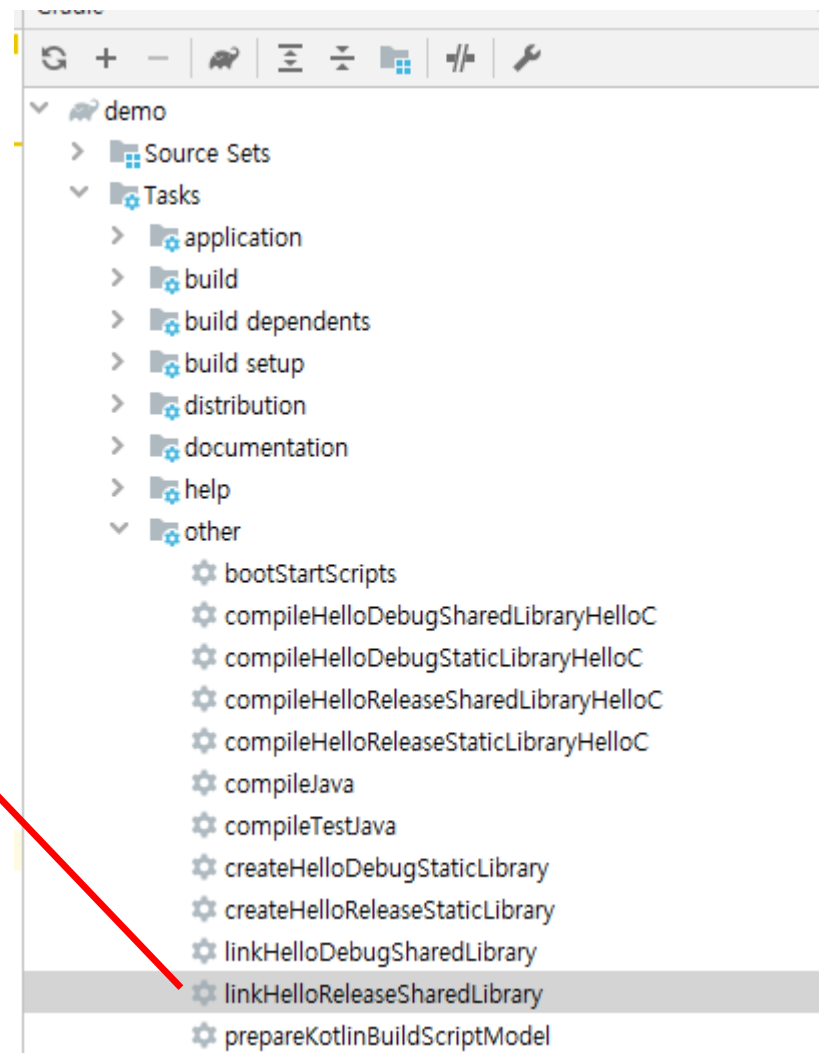 demo
Source Sets
Tasks
application
build
build dependents
build setup
distribution
documentation
help
other
bootStartScripts
compileHelloDebugSharedLibraryHelloC
compileHelloDebugStaticLibraryHelloC
compileHelloReleaseSharedLibraryHelloC
compileHelloReleaseStaticLibraryHelloC
compileJava
compileTestJava
createHelloDebugStaticLibrary
createHelloReleaseStaticLibrary
linkHelloDebugSharedLibrary
linkHelloReleaseSharedLibrary
prepareKotlinBuildScriptModel